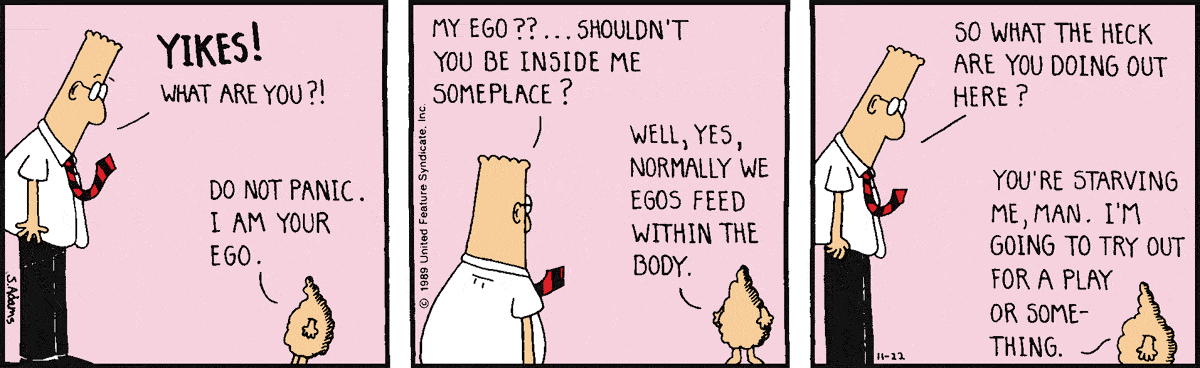 YIKES!
WHAT ARE YOU?!
DO NOT PANIC.
I AM YOUR
EGO.
S.Adams
© 1989 United Feature Syndicate, Inc.
MY EGO??...SHOULDN'T
YOU BE INSIDE ME
SOMEPLACE?
WELL, YES,
NORMALLY WE
EGOS FEED
WITHIN THE
BODY.
SO WHAT THE HECK
ARE YOU DOING OUT
HERE?
YOU'RE STARVING
ME, MAN. I'M
GOING TO TRY OUT
FOR A PLAY
OR SOME-
THING.
11-22